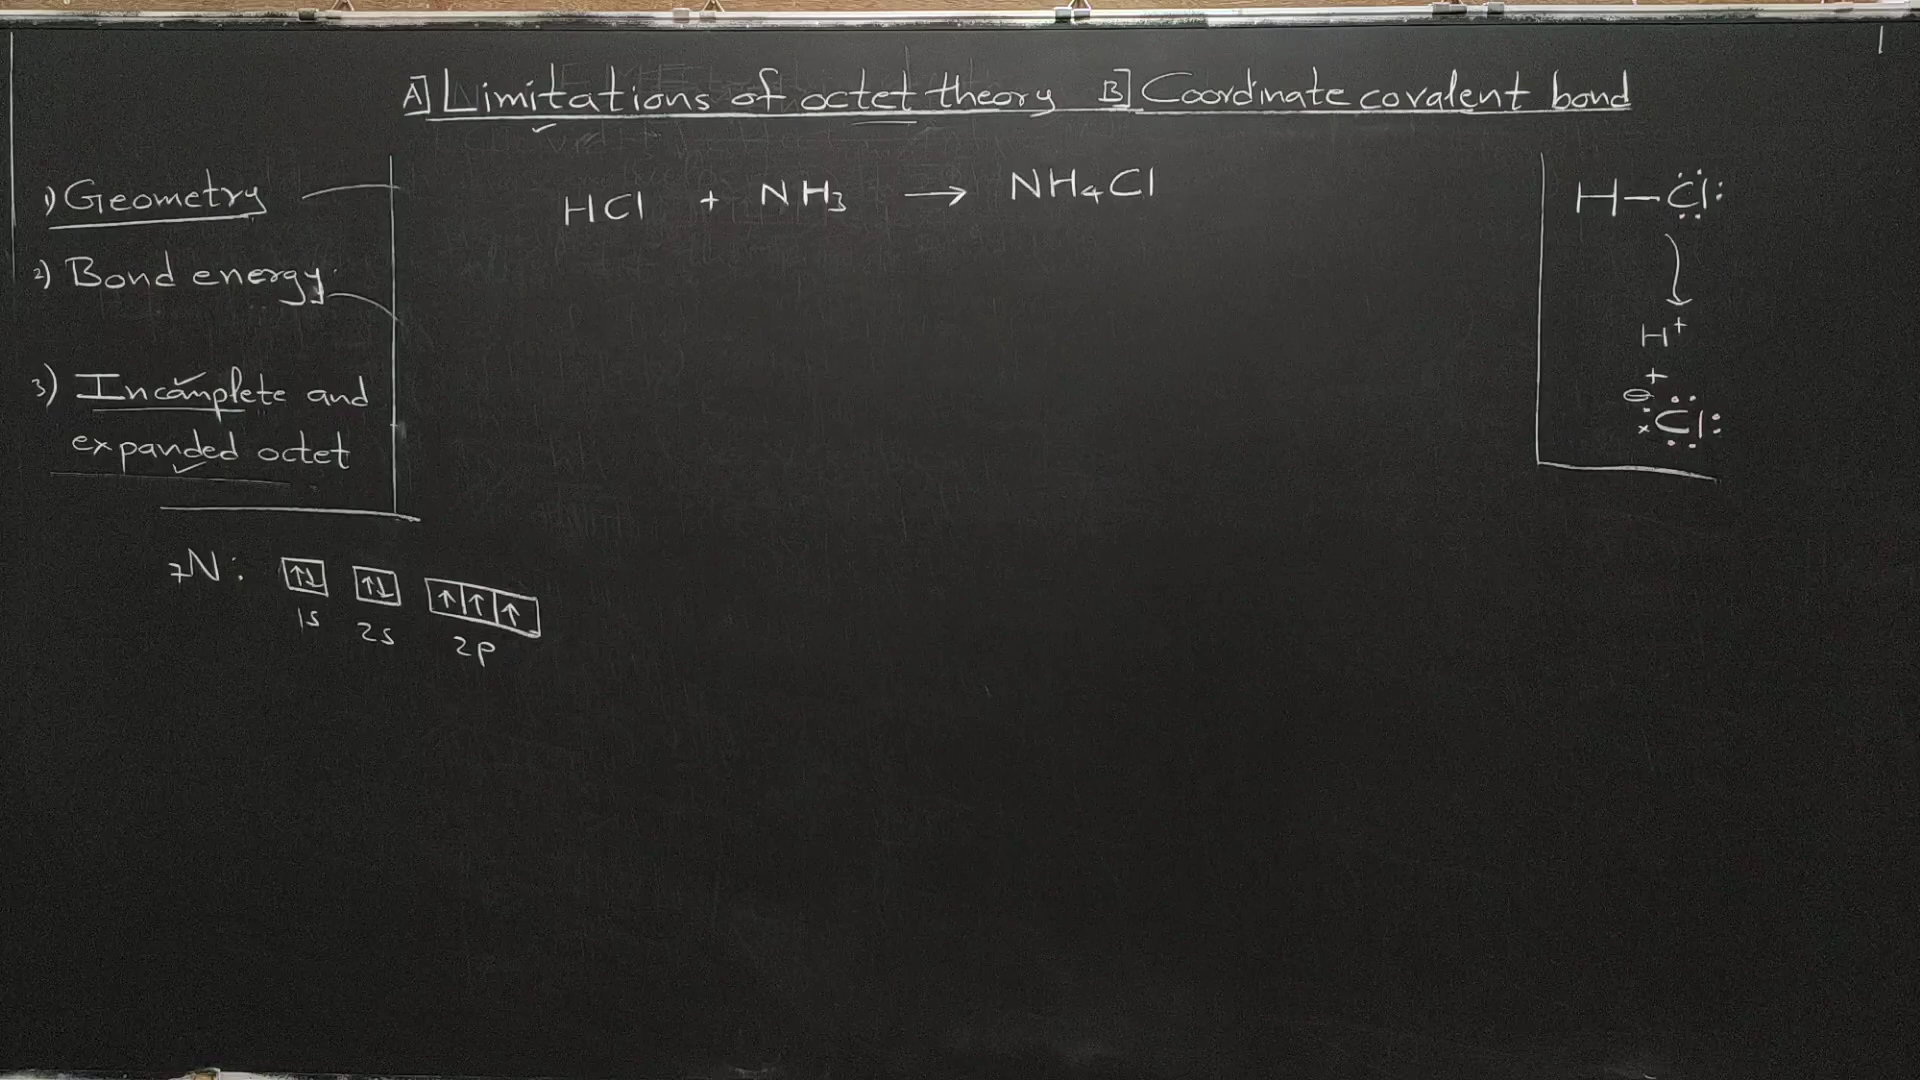 A] Limitations of octet theory B] Coordinate covalent bond
1) Geometry
2) Bond energy
3) Incomplete and
expanded octet
HCl + NH₃ → NH₄Cl
H–Cl
H⁺
+
⊖
Cl
₇N: ↑↓ ↑↓ ↑ ↑ ↑
1s 2s 2p